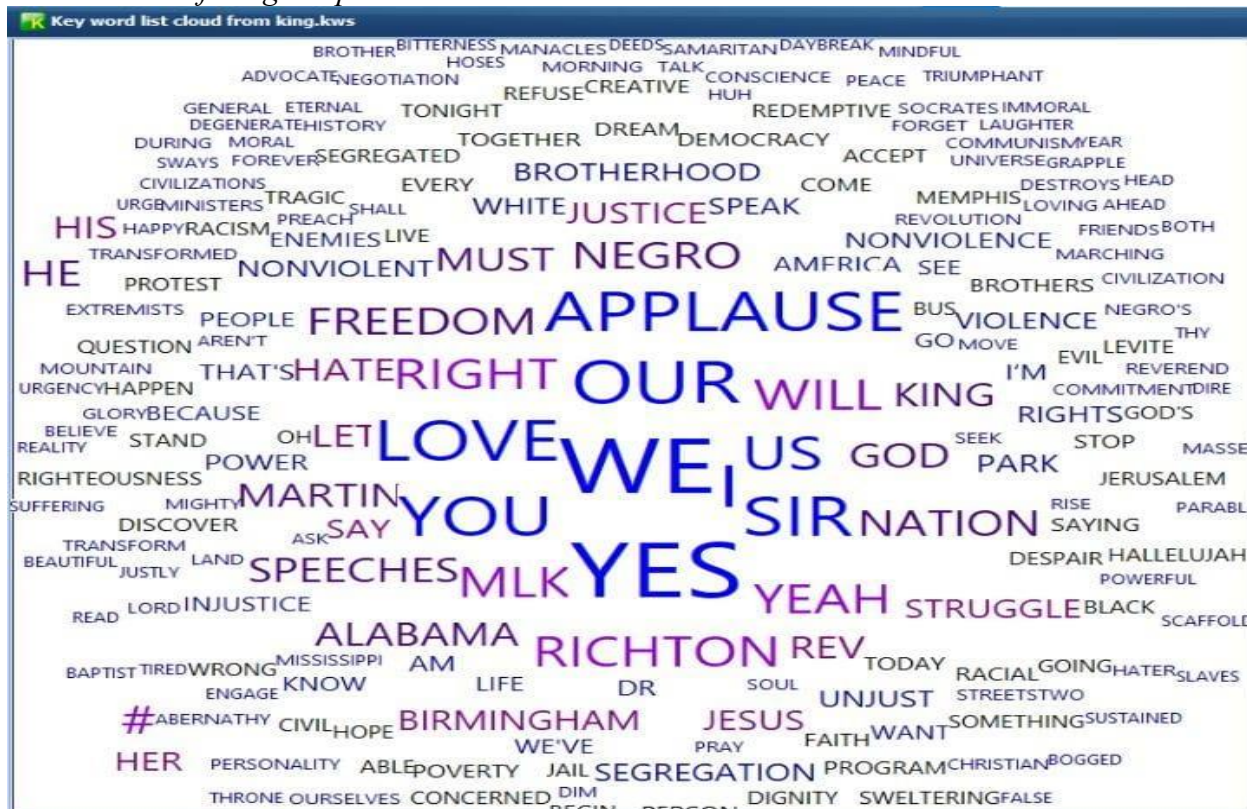 Key word list cloud from king.kws
BROTHER BITTERNESS MANACLES DEEDS SAMARITAN DAYBREAK MINDFUL
HOSES MORNING TALK
ADVOCATE NEGOTIATION REFUSE CREATIVE HUH CONSCIENCE PEACE TRIUMPHANT
GENERAL ETERNAL TONIGHT REDEMPTIVE SOCRATES IMMORAL
DEGENERATE HISTORY TOGETHER DREAM DEMOCRACY FORGET LAUGHTER
DURING MORAL COMMUNISM YEAR
SWAYS FOREVER SEGREGATED BROTHERHOOD ACCEPT UNIVERSE GRAPPLE
CIVILIZATIONS EVERY COME DESTROYS HEAD
URGE MINISTERS TRAGIC SHALL WHITE JUSTICE SPEAK MEMPHIS LOVING AHEAD
HIS HAPPY RACISM PREACH REVOLUTION FRIENDS BOTH
ENEMIES LIVE NONVIOLENCE
TRANSFORMED NONVIOLENT MUST NEGRO AMERICA SEE MARCHING
HE PROTEST BROTHERS CIVILIZATION
EXTREMISTS PEOPLE FREEDOM APPLAUSE BUS VIOLENCE NEGRO'S
QUESTION AREN'T GO MOVE EVIL LEVITE THY
MOUNTAIN THAT'S HATE RIGHT OUR WILL KING I'M REVEREND
URGENCY HAPPEN COMMITMENT DIRE
GLORY BECAUSE RIGHTS GOD'S
BELIEVE STAND OH LET LOVE WE US GOD SEEK STOP
REALITY POWER I PARK MASSE
RIGHTEOUSNESS JERUSALEM
SUFFERING MIGHTY MARTIN YOU SIR NATION RISE PARABL
DISCOVER ASK SAY SAYING
TRANSFORM YES DESPAIR HALLELUJAH
BEAUTIFUL JUSTLY LAND SPEECHES MLK YEAH POWERFUL
READ LORD INJUSTICE STRUGGLE BLACK SCAFFOLD
ALABAMA RICHTON REV
BAPTIST TIRED WRONG MISSISSIPPI AM TODAY RACIAL GOING HATER SLAVES
ENGAGE KNOW LIFE DR SOUL UNJUST STREETS TWO
# ABERNATHY CIVIL HOPE BIRMINGHAM JESUS FAITH WANT SOMETHING SUSTAINED
WE'VE PRAY
HER PERSONALITY ABLE POVERTY JAIL SEGREGATION PROGRAM CHRISTIAN BOGGED
THRONE OURSELVES CONCERNED DIM DIGNITY SWELTERING FALSE